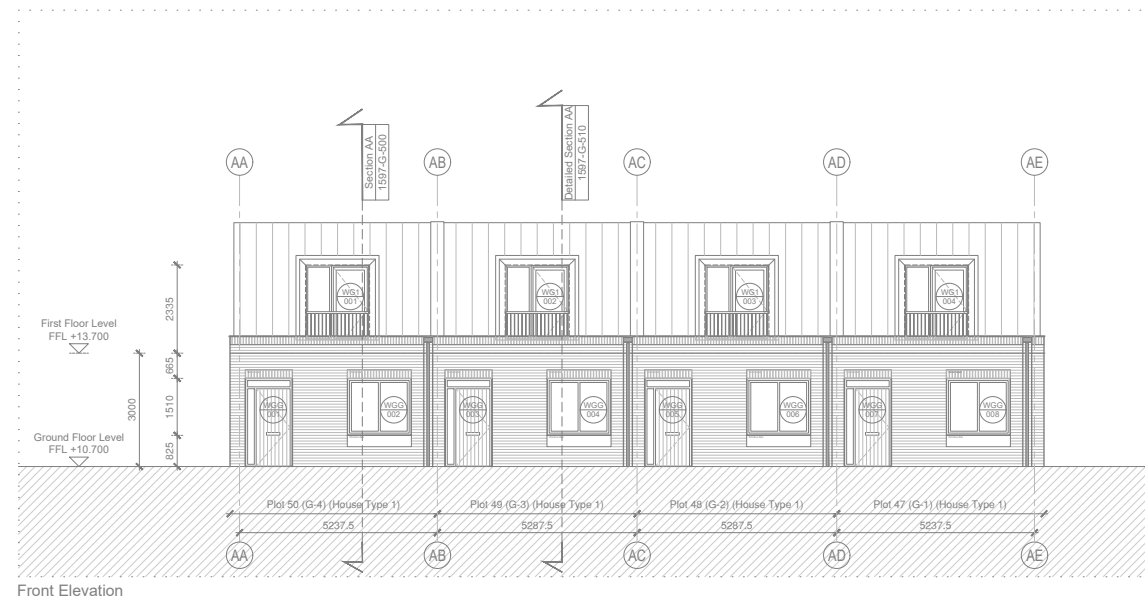 Section AA
1597-G-500
Detailed Section AA
1597-G-510
AA
AB
AC
AD
AE
2335
First Floor Level
FFL +13.700
665
1510
3000
825
Ground Floor Level
FFL +10.700
WG1
001
WG1
002
WG1
003
WG1
004
WGG
001
WGG
002
WGG
003
WGG
004
WGG
005
WGG
006
WGG
007
WGG
008
Plot 50 (G-4) (House Type 1)
Plot 49 (G-3) (House Type 1)
Plot 48 (G-2) (House Type 1)
Plot 47 (G-1) (House Type 1)
5237.5
5287.5
5287.5
5237.5
AA
AB
AC
AD
AE
Front Elevation